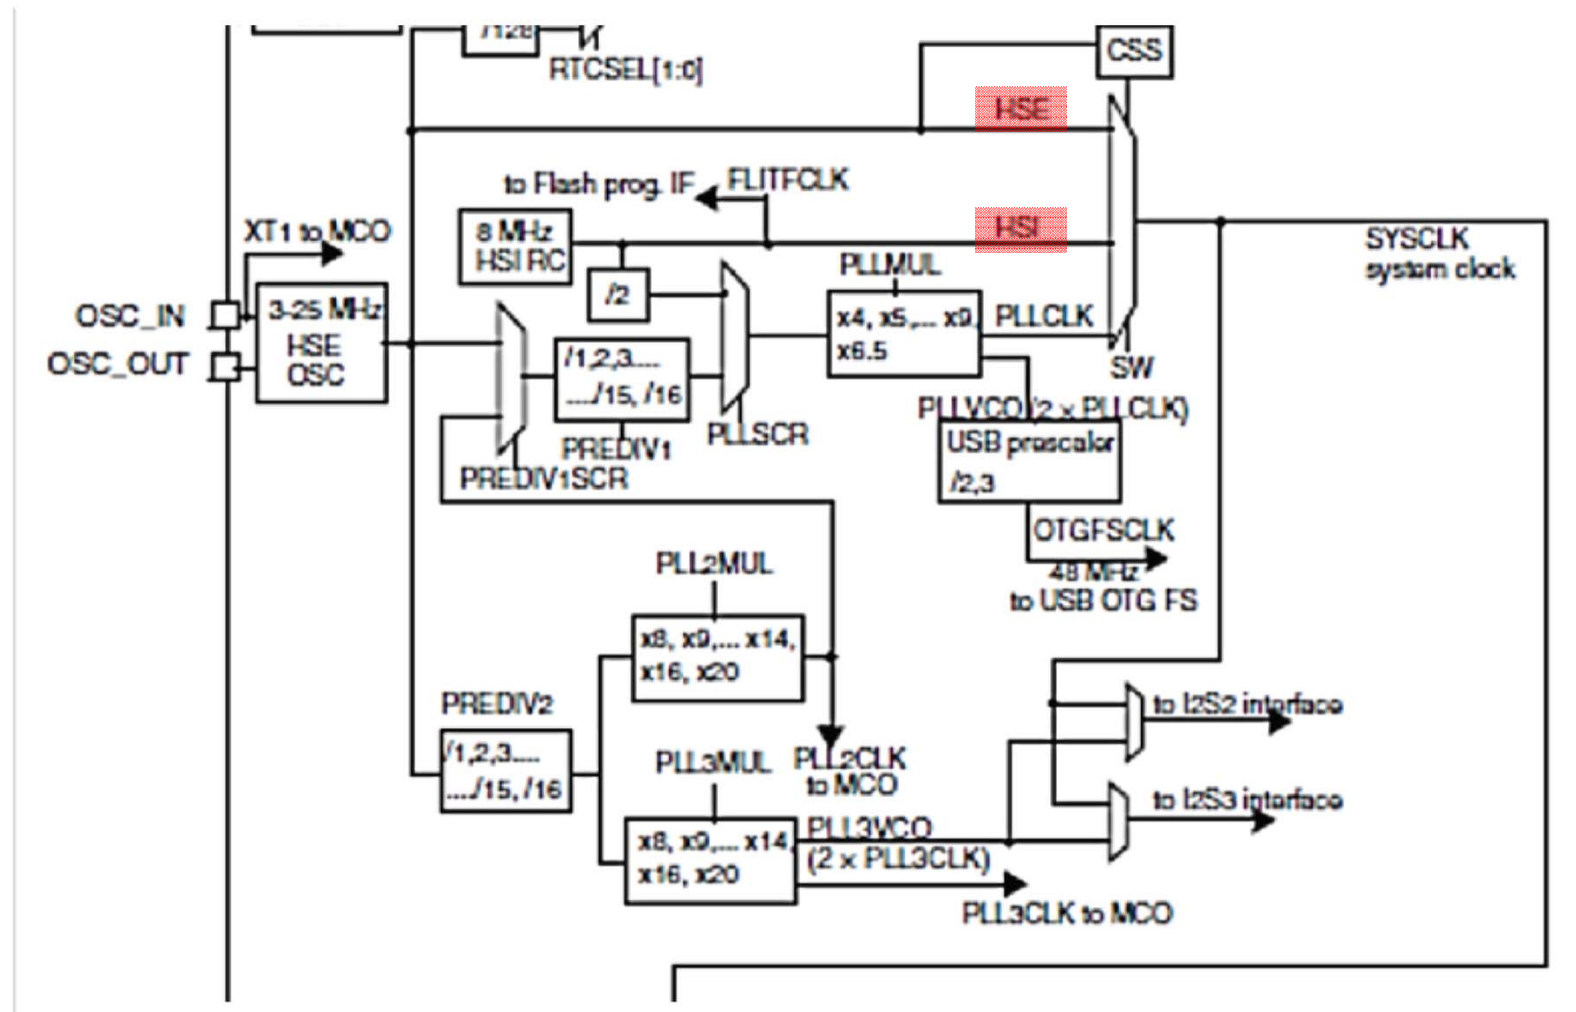 /128
CSS
RTCSEL[1:0]
HSE
to Flash prog. IF
FLITFCLK
XT1 to MCO
8 MHz
HSI RC
HSI
SYSCLK
system clock
PLLMUL
/2
OSC_IN
OSC_OUT
3-25 MHz
HSE
OSC
x4, x5,... x9,
x6.5
PLLCLK
/1,2,3....
..../15, /16
SW
PLLVCO (2 × PLLCLK)
PREDIV1
PLLSCR
USB prescaler
/2,3
PREDIV1SCR
OTGFSCLK
48 MHz
to USB OTG FS
PLL2MUL
x8, x9,... x14,
x16, x20
PREDIV2
/1,2,3....
..../15, /16
to I2S2 interface
PLL3MUL
PLL2CLK
to MCO
to I2S3 interface
x8, x9,... x14,
x16, x20
PLL3VCO
(2 × PLL3CLK)
PLL3CLK to MCO